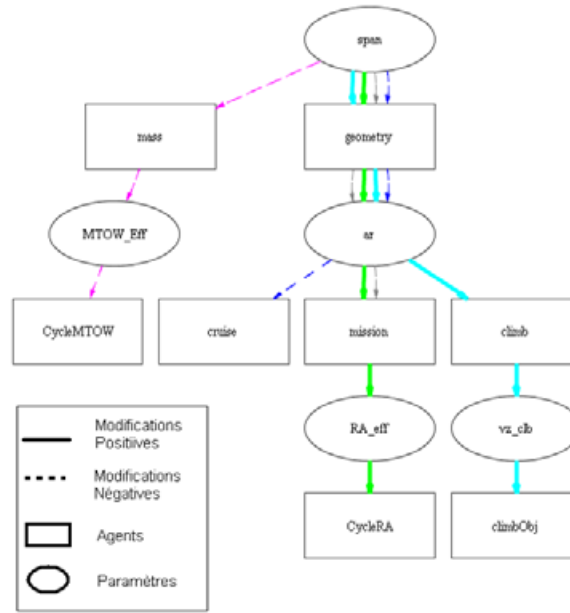 span
mass
geometry
MTOW_Eff
ar
CycleMTOW
cruise
mission
climb
RA_eff
vz_clb
CycleRA
climbObj
Modifications
Positiives
Modifications
Négatives
Agents
Paramètres